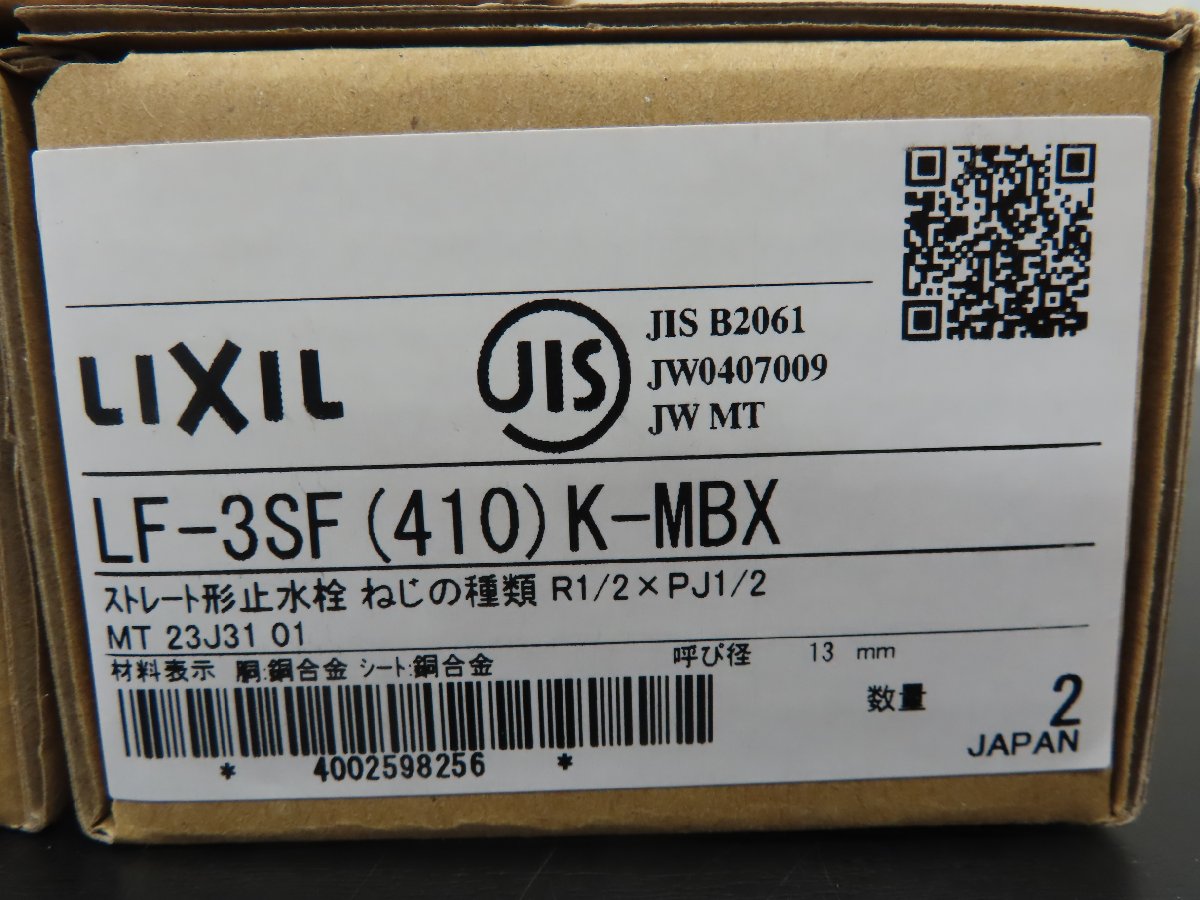 LIXIL
JIS
JIS B2061
JW0407009
JW MT
LF-3SF(410)K-MBX
ストレート形止水栓 ねじの種類 R1/2×PJ1/2
MT 23J31 01
材料表示 胴:銅合金 シート:銅合金 呼び径 13 mm
数量 2
* 4002598256 *
JAPAN